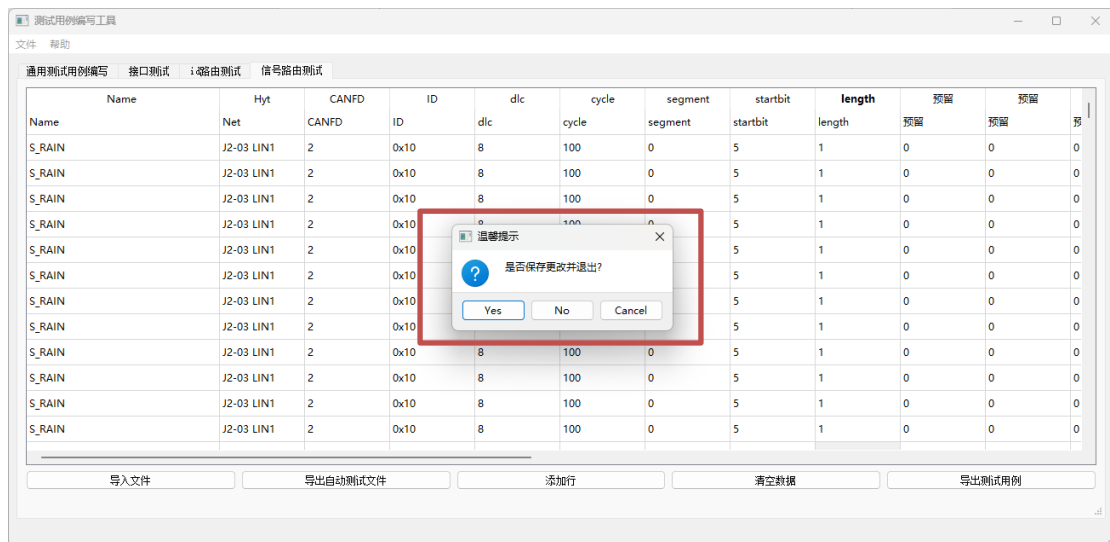 测试用例编写工具
文件 帮助
通用测试用例编写 接口测试 id路由测试 信号路由测试
Name Hyt CANFD ID dlc cycle segment startbit length 预留 预留
Name Net CANFD ID dlc cycle segment startbit length 预留 预留 预
S_RAIN J2-03 LIN1 2 0x10 8 100 0 5 1 0 0 0
S_RAIN J2-03 LIN1 2 0x10 8 100 0 5 1 0 0 0
S_RAIN J2-03 LIN1 2 0x10 8 100 0 5 1 0 0 0
S_RAIN J2-03 LIN1 2 0x10 8 100 0 5 1 0 0 0
温馨提示
S_RAIN J2-03 LIN1 2 0x10 5 1 0 0 0
是否保存更改并退出?
S_RAIN J2-03 LIN1 2 0x10 5 1 0 0 0
S_RAIN J2-03 LIN1 2 0x10 5 1 0 0 0
Yes No Cancel
S_RAIN J2-03 LIN1 2 0x10 5 1 0 0 0
S_RAIN J2-03 LIN1 2 0x10 8 100 0 5 1 0 0 0
S_RAIN J2-03 LIN1 2 0x10 8 100 0 5 1 0 0 0
S_RAIN J2-03 LIN1 2 0x10 8 100 0 5 1 0 0 0
S_RAIN J2-03 LIN1 2 0x10 8 100 0 5 1 0 0 0
导入文件 导出自动测试文件 添加行 清空数据 导出测试用例